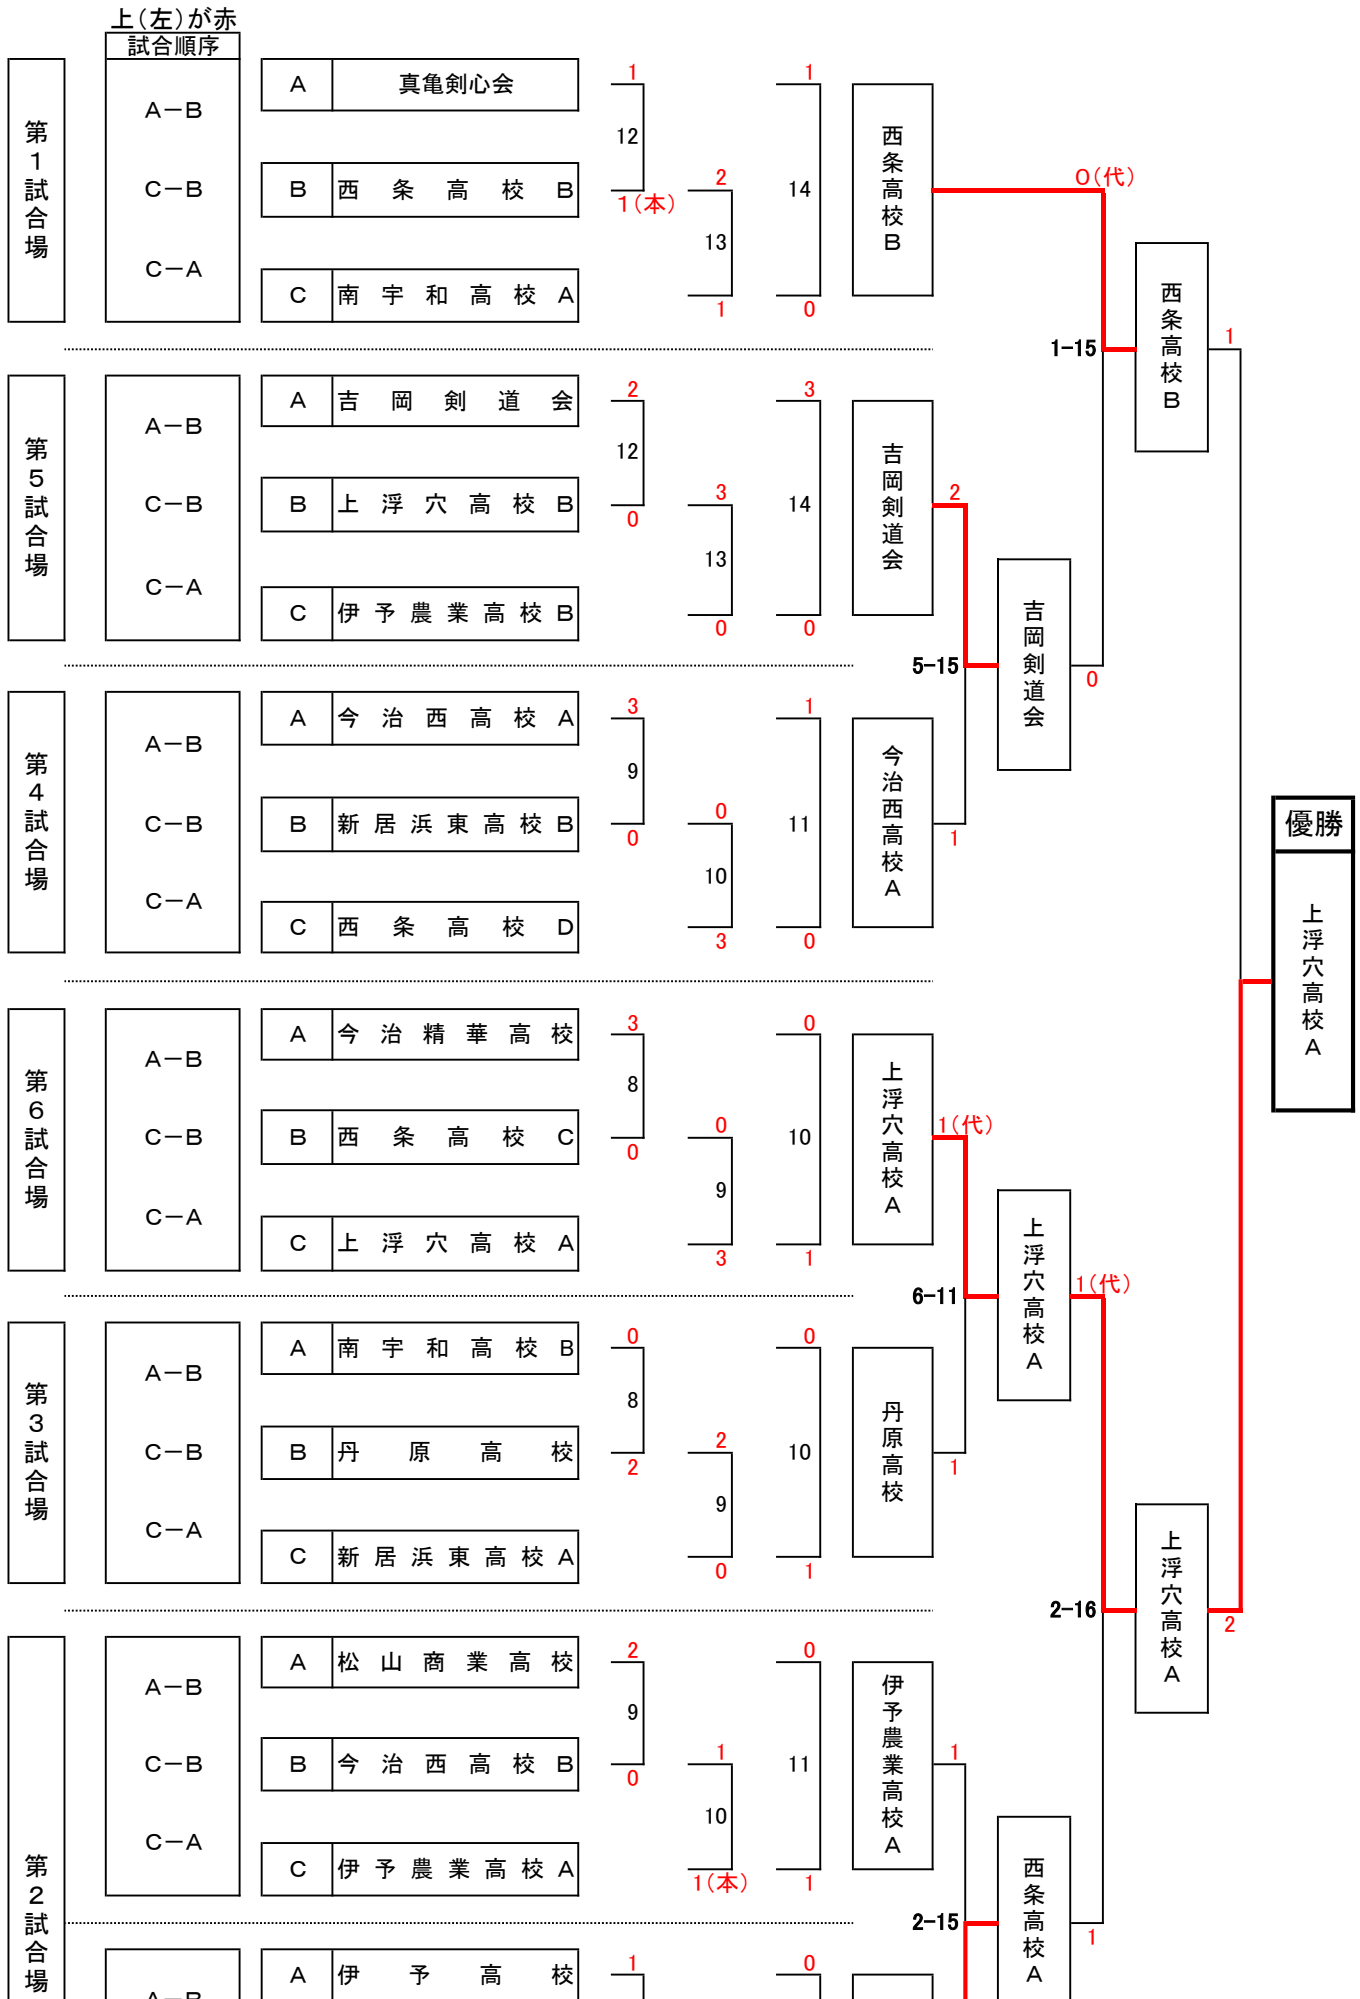 上(左)が赤
試合順序
第1試合場
A－B
C－B
C－A
A 真亀剣心会
B 西条高校B
C 南宇和高校A
1
12
1(本)
2
13
1
1
14
0
西条高校B
0(代)
1-15
西条高校B
1
第5試合場
A－B
C－B
C－A
A 吉岡剣道会
B 上浮穴高校B
C 伊予農業高校B
2
12
0
3
13
0
3
14
0
吉岡剣道会
2
5-15
吉岡剣道会
0
第4試合場
A－B
C－B
C－A
A 今治西高校A
B 新居浜東高校B
C 西条高校D
3
9
0
0
10
3
1
11
0
今治西高校A
1
優勝
上浮穴高校A
第6試合場
A－B
C－B
C－A
A 今治精華高校
B 西条高校C
C 上浮穴高校A
3
8
0
0
9
3
0
10
1
上浮穴高校A
1(代)
6-11
上浮穴高校A
1(代)
第3試合場
A－B
C－B
C－A
A 南宇和高校B
B 丹原高校
C 新居浜東高校A
0
8
2
2
9
0
0
10
1
丹原高校
1
2-16
上浮穴高校A
2
第2試合場
A－B
C－B
C－A
A 松山商業高校
B 今治西高校B
C 伊予農業高校A
2
9
0
1
10
1(本)
0
11
1
伊予農業高校A
1
2-15
西条高校A
1
A－B
A 伊予高校
1
0